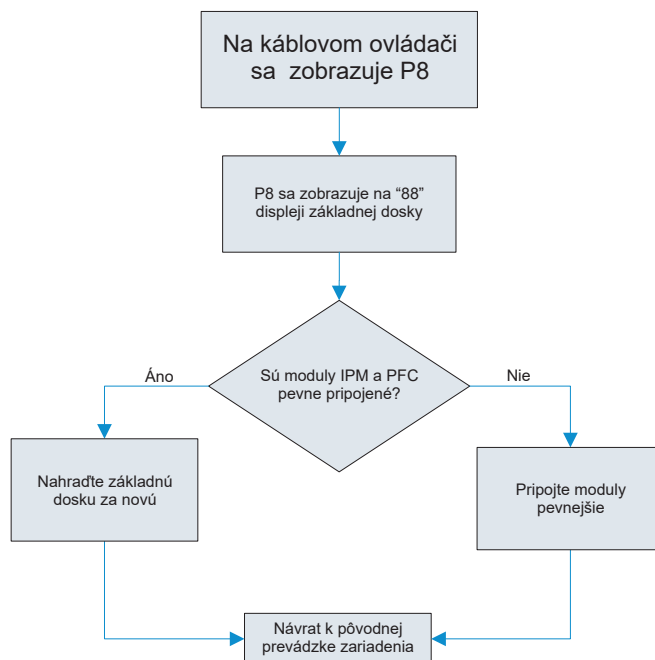 Na káblovom ovládači
sa zobrazuje P8
P8 sa zobrazuje na “88”
displeji základnej dosky
Sú moduly IPM a PFC
pevne pripojené?
Áno
Nie
Nahraďte základnú
dosku za novú
Pripojte moduly
pevnejšie
Návrat k pôvodnej
prevádzke zariadenia